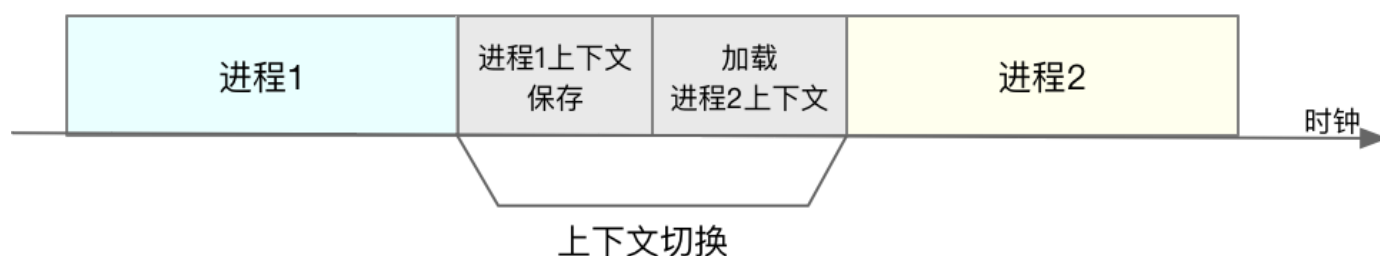 进程1
进程1上下文
保存
加载
进程2上下文
进程2
时钟
上下文切换